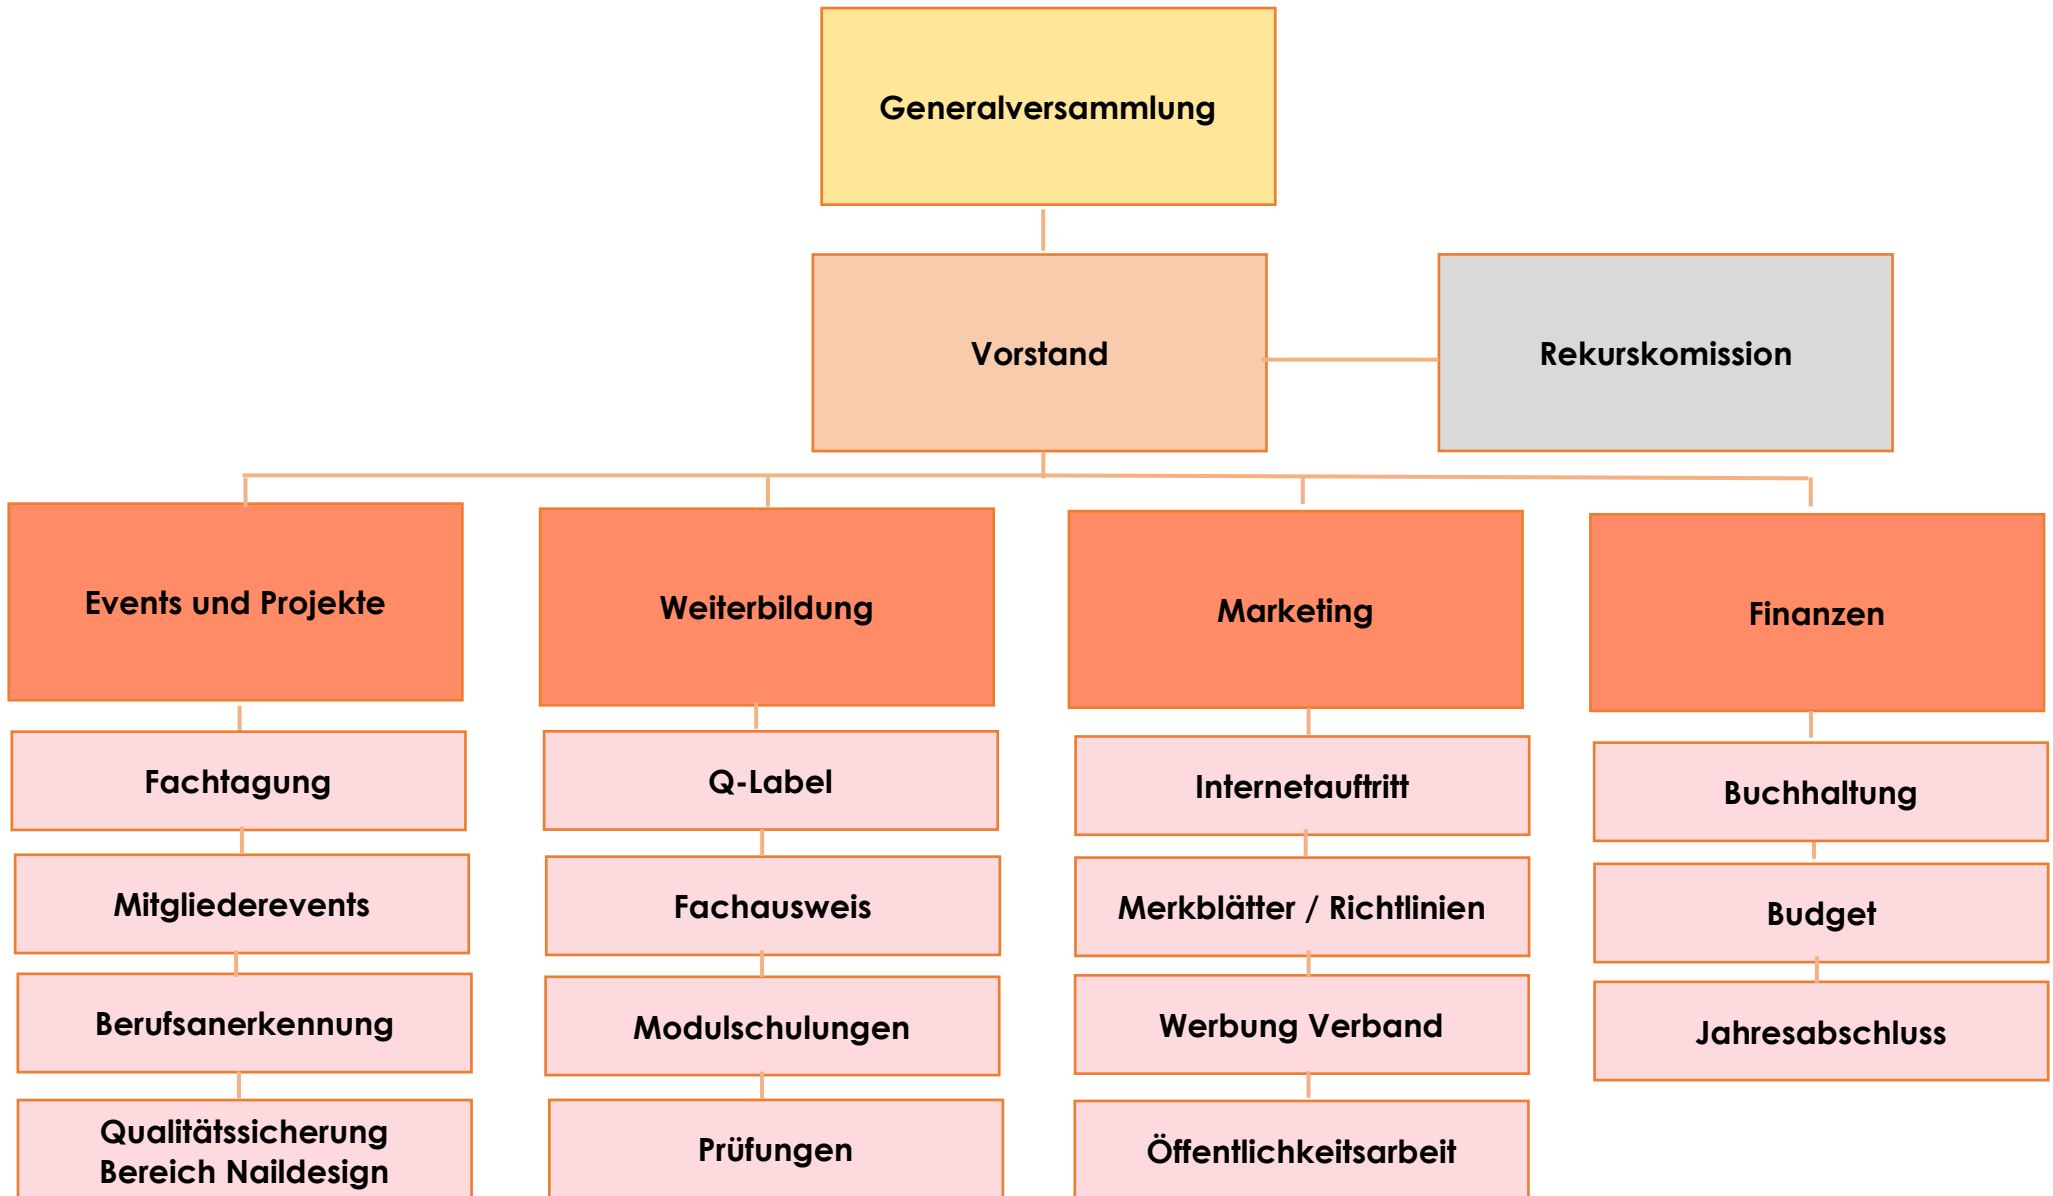 Generalversammlung
Vorstand
Rekurskomission
Events und Projekte
Weiterbildung
Marketing
Finanzen
Fachtagung
Q-Label
Internetauftritt
Buchhaltung
Mitgliederevents
Fachausweis
Merkblätter / Richtlinien
Budget
Berufsanerkennung
Modulschulungen
Werbung Verband
Jahresabschluss
Qualitätssicherung
Bereich Naildesign
Prüfungen
Öffentlichkeitsarbeit